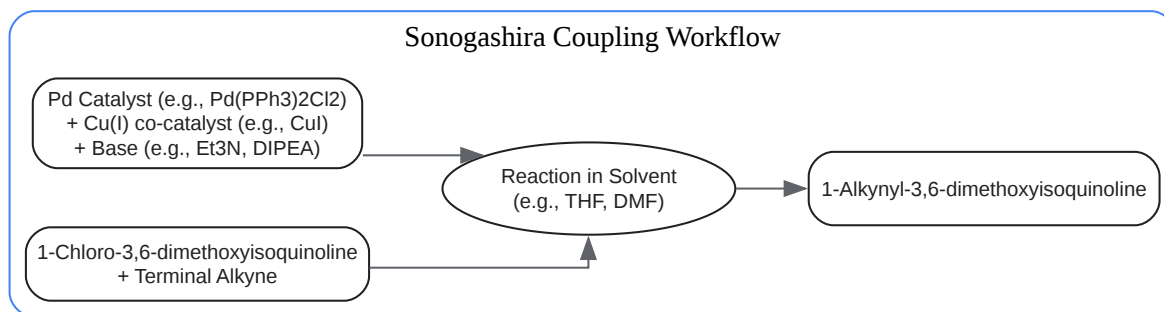 Sonogashira Coupling Workflow
Pd Catalyst (e.g., Pd(PPh3)2Cl2)
+ Cu(I) co-catalyst (e.g., CuI)
+ Base (e.g., Et3N, DIPEA)
Reaction in Solvent
(e.g., THF, DMF)
1-Alkynyl-3,6-dimethoxyisoquinoline
1-Chloro-3,6-dimethoxyisoquinoline
+ Terminal Alkyne